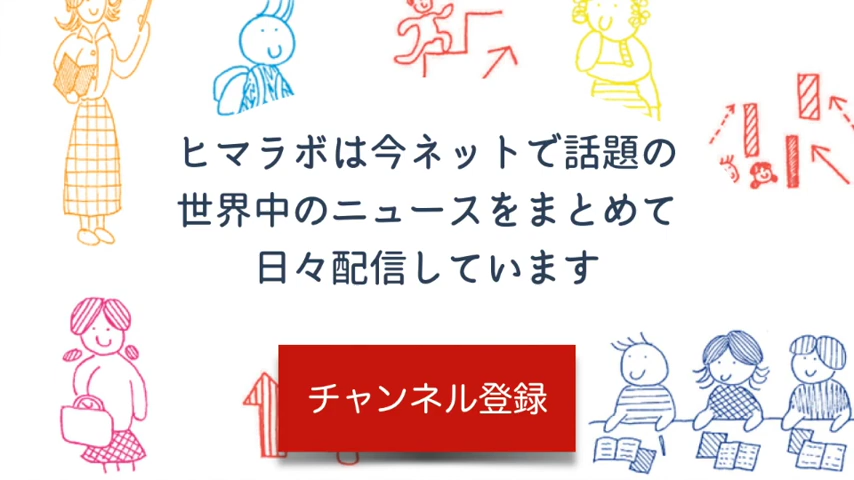 ヒマラボは今ネットで話題の
世界中のニュースをまとめて
日々配信しています
チャンネル登録